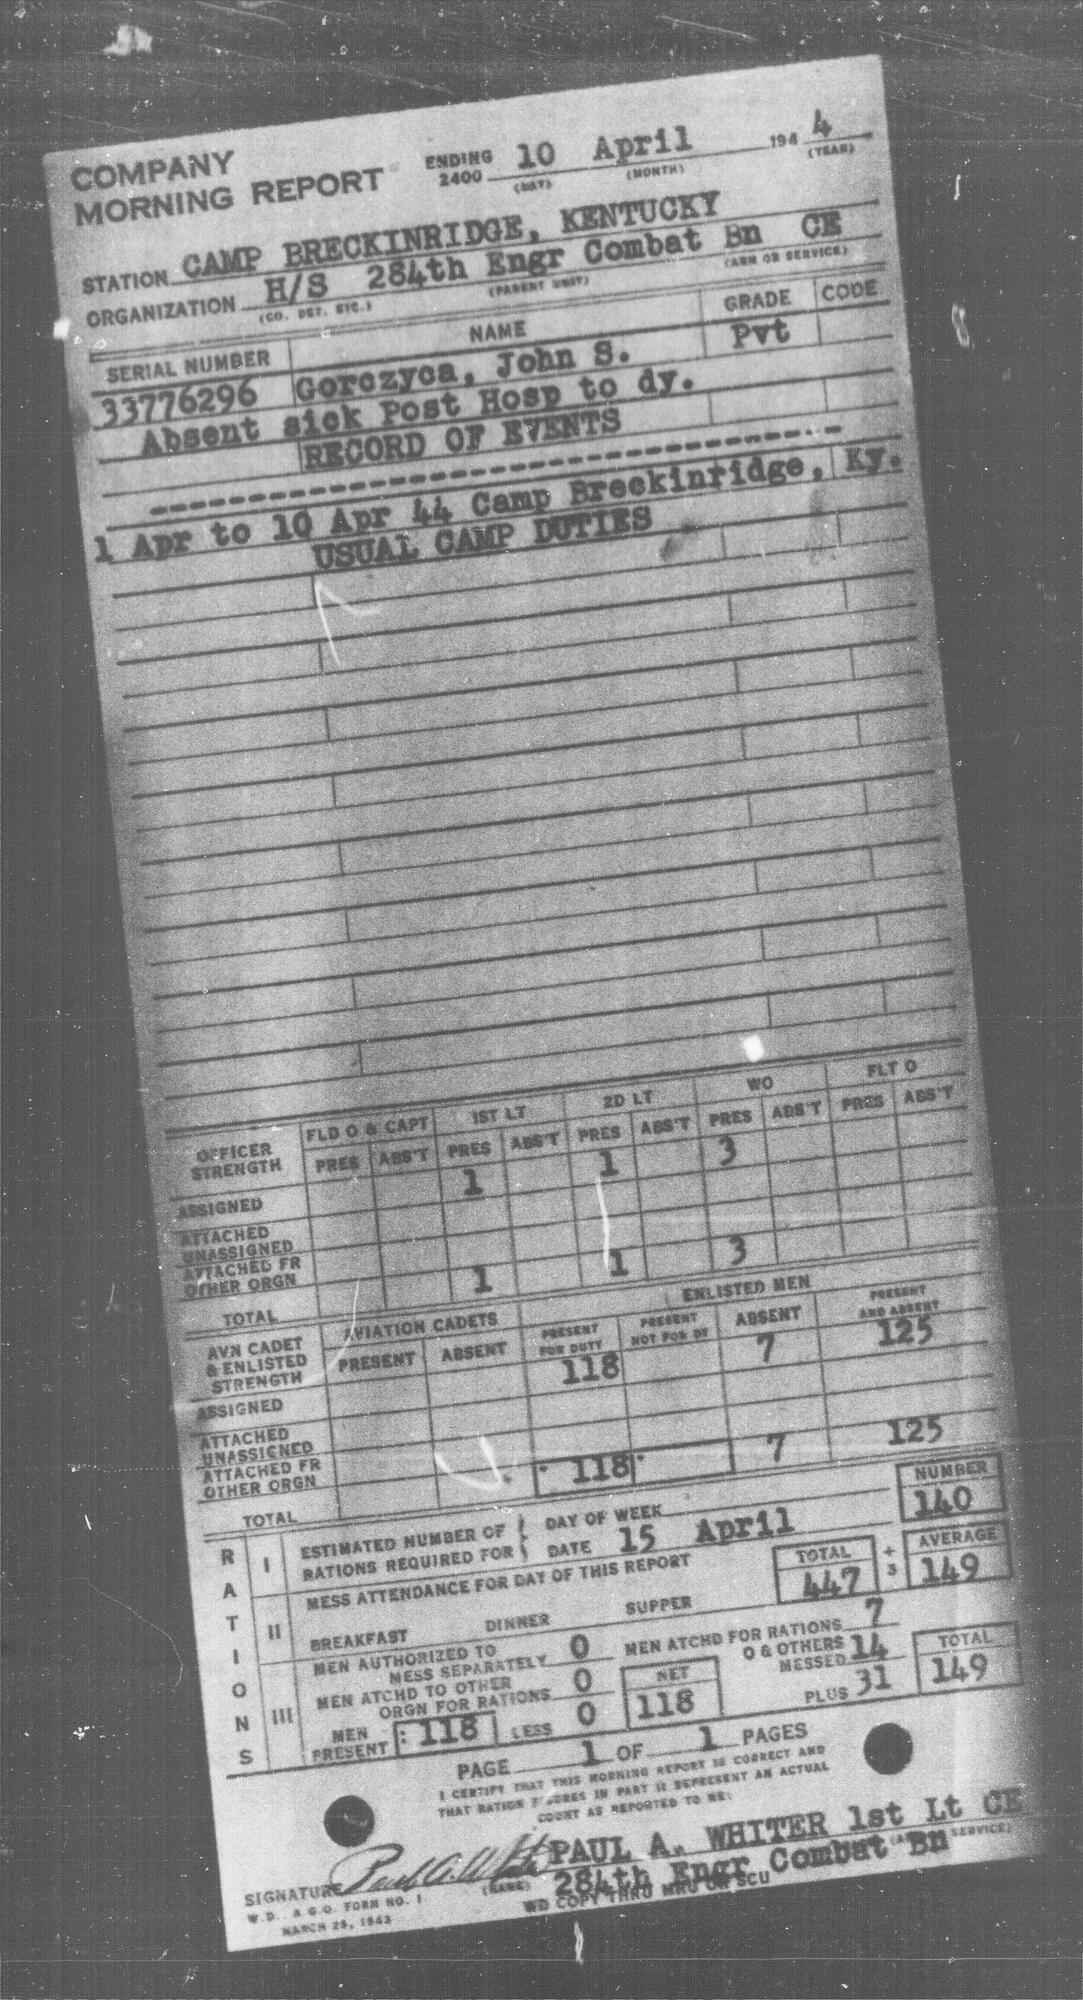 COMPANY
MORNING REPORT
ENDING 2400 10 April 194 4
(DAY) (MONTH) (YEAR)
STATION CAMP BRECKINRIDGE, KENTUCKY
ORGANIZATION H/S 284th Engr Combat Bn CE
(CO. DET. ETC.) (PARENT UNIT) (ARM OR SERVICE)
SERIAL NUMBER NAME GRADE CODE
33776296 Gorczyca, John S. Pvt
Absent sick Post Hosp to dy.
RECORD OF EVENTS
1 Apr to 10 Apr 44 Camp Breckinridge, Ky.
USUAL CAMP DUTIES
OFFICER STRENGTH FLD O & CAPT 1ST LT 2D LT WO FLT O
PRES ABS'T PRES ABS'T PRES ABS'T PRES ABS'T PRES ABS'T
ASSIGNED 1 1 3
ATTACHED UNASSIGNED
ATTACHED FR OTHER ORGN
TOTAL 1 1 3
AVN CADET & ENLISTED STRENGTH AVIATION CADETS ENLISTED MEN
PRESENT ABSENT PRESENT FOR DUTY PRESENT NOT FOR DY ABSENT PRESENT AND ABSENT
ASSIGNED 118 7 125
ATTACHED UNASSIGNED
ATTACHED FR OTHER ORGN
TOTAL 118 7 125
RATIONS
I ESTIMATED NUMBER OF RATIONS REQUIRED FOR DAY OF WEEK NUMBER
DATE 15 April 140
II MESS ATTENDANCE FOR DAY OF THIS REPORT TOTAL 447 ÷ 3 AVERAGE 149
BREAKFAST DINNER SUPPER
III MEN AUTHORIZED TO MESS SEPARATELY 0 MEN ATCHD FOR RATIONS 7
MEN ATCHD TO OTHER ORGN FOR RATIONS 0 NET 118 O & OTHERS MESSED 14 TOTAL 149
MEN PRESENT 118 LESS 0 PLUS 31
PAGE 1 OF 1 PAGES
I CERTIFY THAT THIS MORNING REPORT IS CORRECT AND
THAT RATION FIGURES IN PART II REPRESENT AN ACTUAL
COUNT AS REPORTED TO ME:
PAUL A. WHITER 1st Lt CE
284th Engr Combat Bn
SIGNATURE Paul A. Whiter (NAME) SERVICE)
W.D., A.G.O. FORM NO. 1
MARCH 25, 1943
WD COPY THRU MRU OR SCU